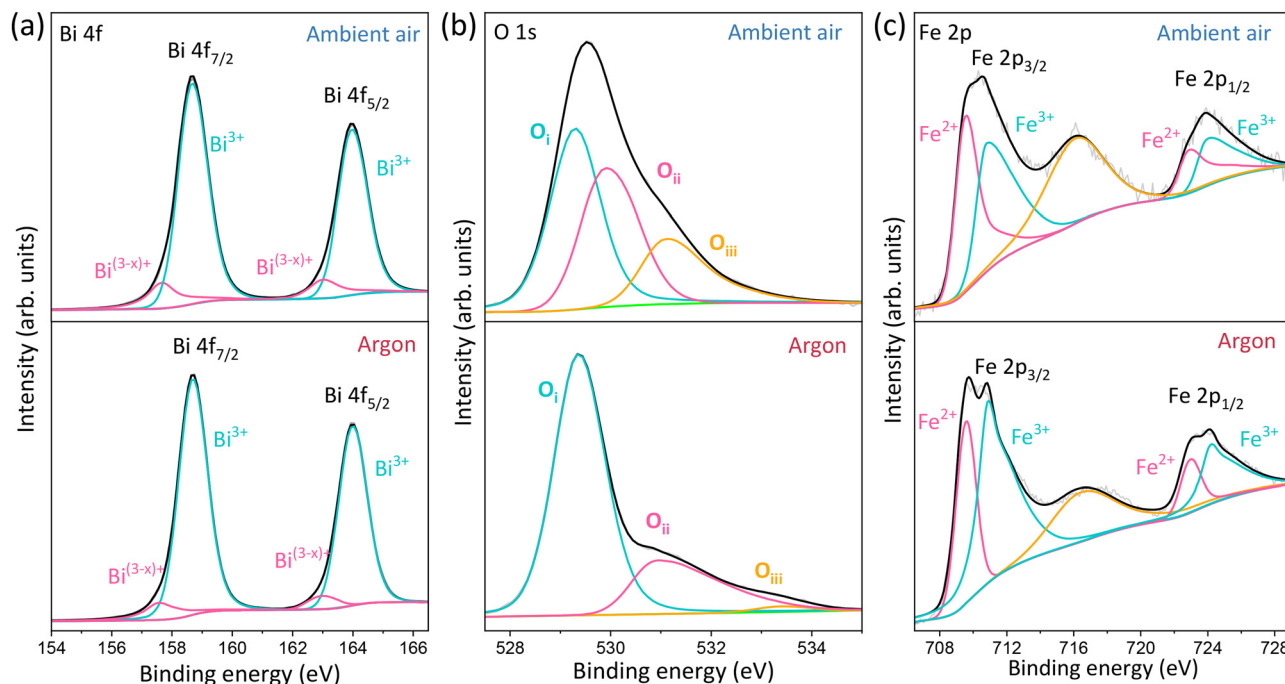 (a)
Bi 4f
Ambient air
Bi 4f7/2
Bi 4f5/2
Bi3+
Bi3+
Bi(3-x)+
Bi(3-x)+
Argon
Bi 4f7/2
Bi 4f5/2
Bi3+
Bi3+
Bi(3-x)+
Bi(3-x)+
Intensity (arb. units)
154 156 158 160 162 164 166
Binding energy (eV)
(b)
O 1s
Ambient air
Oi
Oii
Oiii
Argon
Oi
Oii
Oiii
Intensity (arb. units)
528 530 532 534
Binding energy (eV)
(c)
Fe 2p
Ambient air
Fe 2p3/2
Fe 2p1/2
Fe2+
Fe3+
Fe2+
Fe3+
Argon
Fe 2p3/2
Fe 2p1/2
Fe2+
Fe3+
Fe2+
Fe3+
Intensity (arb. units)
708 712 716 720 724 728
Binding energy (eV)